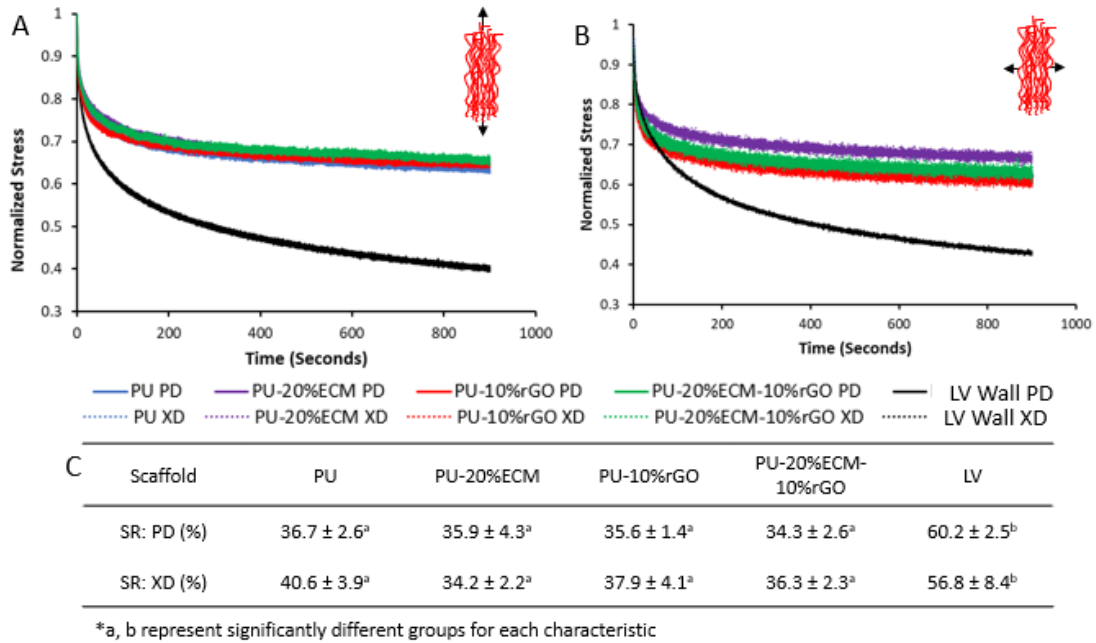 A
B
1
0.9
0.8
0.7
0.6
0.5
0.4
0.3
Normalized Stress
0 200 400 600 800 1000
Time (Seconds)
1
0.9
0.8
0.7
0.6
0.5
0.4
0.3
Normalized Stress
0 200 400 600 800 1000
Time (Seconds)
PU PD PU-20%ECM PD PU-10%rGO PD PU-20%ECM-10%rGO PD LV Wall PD
PU XD PU-20%ECM XD PU-10%rGO XD PU-20%ECM-10%rGO XD LV Wall XD
C
Scaffold PU PU-20%ECM PU-10%rGO PU-20%ECM-
10%rGO LV
SR: PD (%) 36.7 ± 2.6ᵃ 35.9 ± 4.3ᵃ 35.6 ± 1.4ᵃ 34.3 ± 2.6ᵃ 60.2 ± 2.5ᵇ
SR: XD (%) 40.6 ± 3.9ᵃ 34.2 ± 2.2ᵃ 37.9 ± 4.1ᵃ 36.3 ± 2.3ᵃ 56.8 ± 8.4ᵇ
*a, b represent significantly different groups for each characteristic